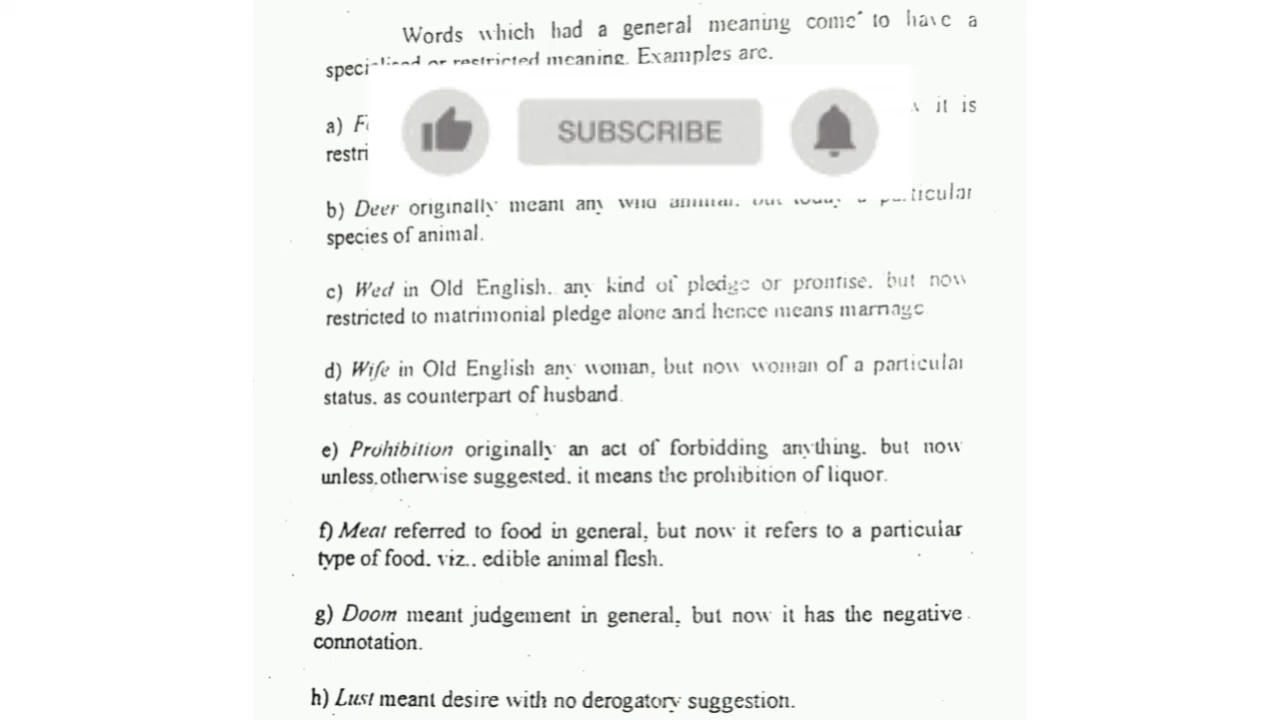 Words which had a general meaning come to have a
specialised or restricted meaning. Examples are.
SUBSCRIBE
a) it is
restri
b) Deer originally meant any wild animal, but today a particular
species of animal.
c) Wed in Old English, any kind of pledge or promise, but now
restricted to matrimonial pledge alone and hence means marriage
d) Wife in Old English any woman, but now woman of a particular
status, as counterpart of husband.
e) Prohibition originally an act of forbidding anything, but now
unless otherwise suggested, it means the prohibition of liquor.
f) Meat referred to food in general, but now it refers to a particular
type of food, viz., edible animal flesh.
g) Doom meant judgement in general, but now it has the negative
connotation.
h) Lust meant desire with no derogatory suggestion.